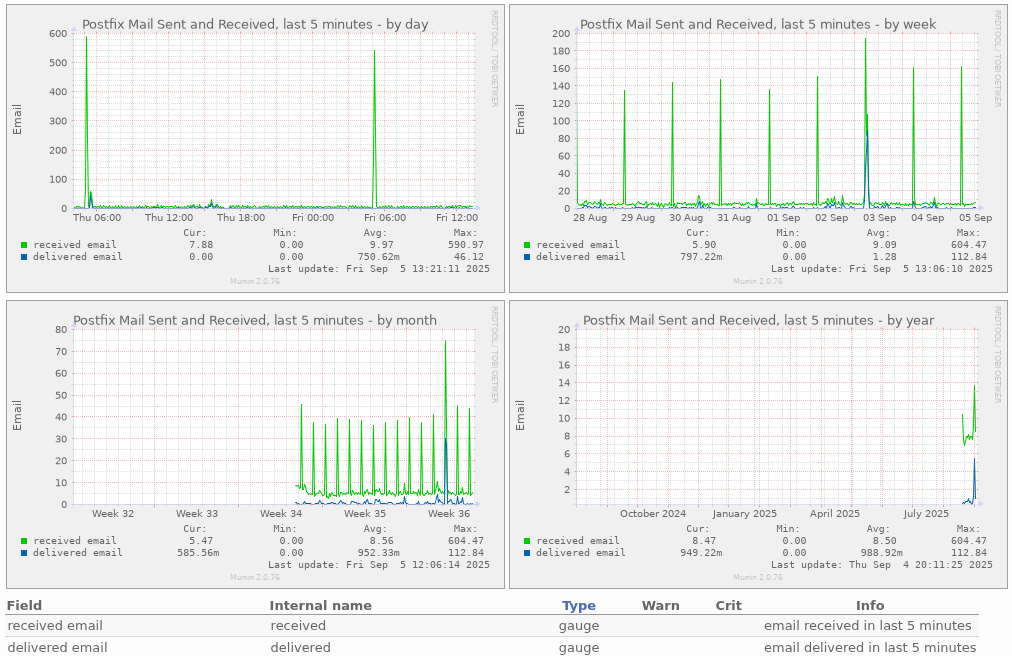 Postfix Mail Sent and Received, last 5 minutes - by day
RRDTOOL / TOBI OETIKER
Email
600
500
400
300
200
100
0
Thu 06:00 Thu 12:00 Thu 18:00 Fri 00:00 Fri 06:00 Fri 12:00
Cur: Min: Avg: Max:
received email 7.88 0.00 9.97 590.97
delivered email 0.00 0.00 750.62m 46.12
Last update: Fri Sep 5 13:21:11 2025
Munin 2.0.76
Postfix Mail Sent and Received, last 5 minutes - by week
RRDTOOL / TOBI OETIKER
Email
200
180
160
140
120
100
80
60
40
20
0
28 Aug 29 Aug 30 Aug 31 Aug 01 Sep 02 Sep 03 Sep 04 Sep 05 Sep
Cur: Min: Avg: Max:
received email 5.90 0.00 9.09 604.47
delivered email 797.22m 0.00 1.28 112.84
Last update: Fri Sep 5 13:06:10 2025
Munin 2.0.76
Postfix Mail Sent and Received, last 5 minutes - by month
RRDTOOL / TOBI OETIKER
Email
80
70
60
50
40
30
20
10
0
Week 32 Week 33 Week 34 Week 35 Week 36
Cur: Min: Avg: Max:
received email 5.47 0.00 8.56 604.47
delivered email 585.56m 0.00 952.33m 112.84
Last update: Fri Sep 5 12:06:14 2025
Munin 2.0.76
Postfix Mail Sent and Received, last 5 minutes - by year
RRDTOOL / TOBI OETIKER
Email
20
18
16
14
12
10
8
6
4
2
October 2024 January 2025 April 2025 July 2025
Cur: Min: Avg: Max:
received email 8.47 0.00 8.50 604.47
delivered email 949.22m 0.00 988.92m 112.84
Last update: Thu Sep 4 20:11:25 2025
Munin 2.0.76
Field Internal name Type Warn Crit Info
received email received gauge email received in last 5 minutes
delivered email delivered gauge email delivered in last 5 minutes